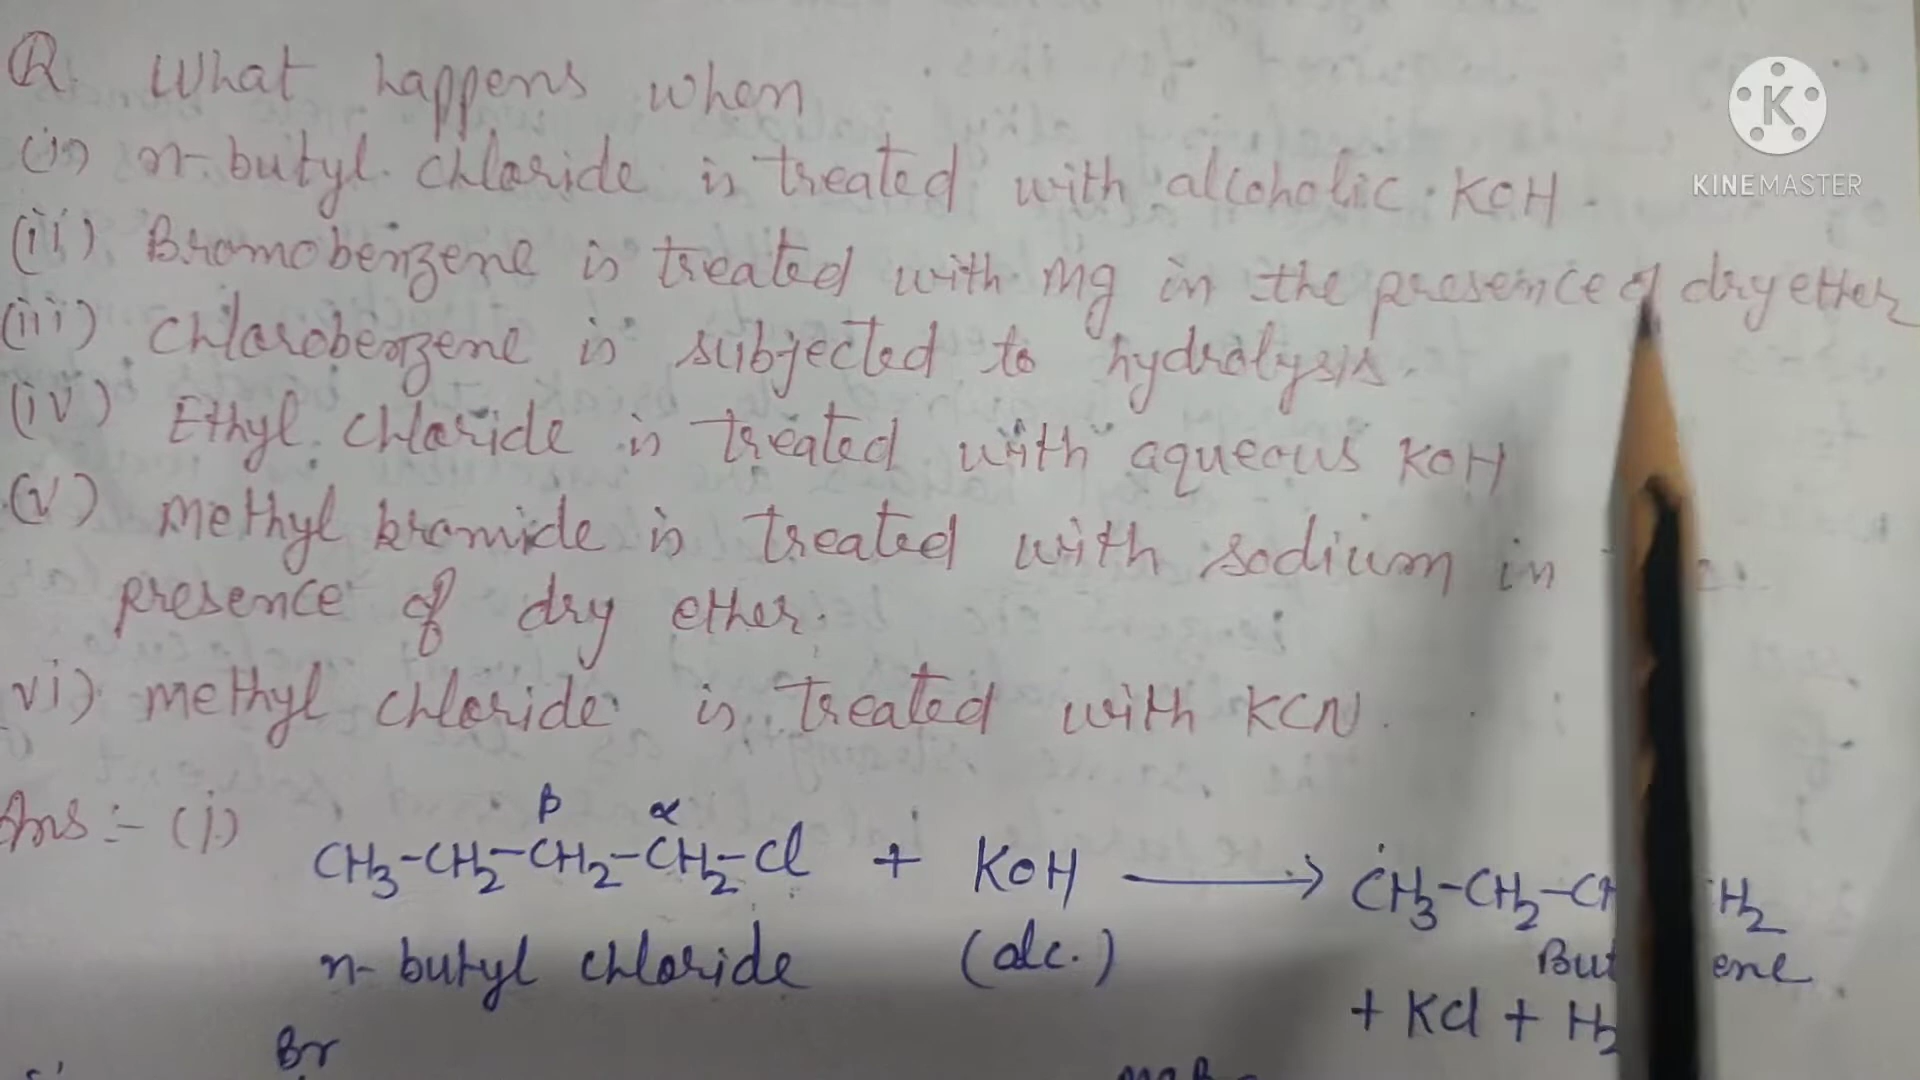 Q. What happens when
(i) n-butyl chloride is treated with alcoholic KOH.
(ii) Bromobenzene is treated with Mg in the presence of dry ether
(iii) Chlorobenzene is subjected to hydrolysis.
(iv) Ethyl chloride is treated with aqueous KOH
(v) methyl bromide is treated with sodium in
presence of dry ether.
vi) methyl chloride is treated with KCN.
Ans:- (i)
β α
CH3-CH2-CH2-CH2-Cl + KOH → CH3-CH2-CH H2
n-butyl chloride (alc.) But ene
+ KCl + H2
Br
KINEMASTER